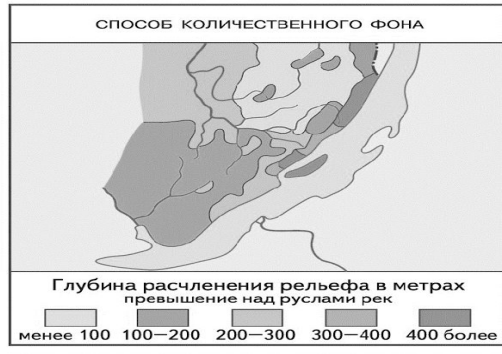 СПОСОБ КОЛИЧЕСТВЕННОГО ФОНА
Глубина расчленения рельефа в метрах
превышение над руслами рек
менее 100 100–200 200–300 300–400 400 более